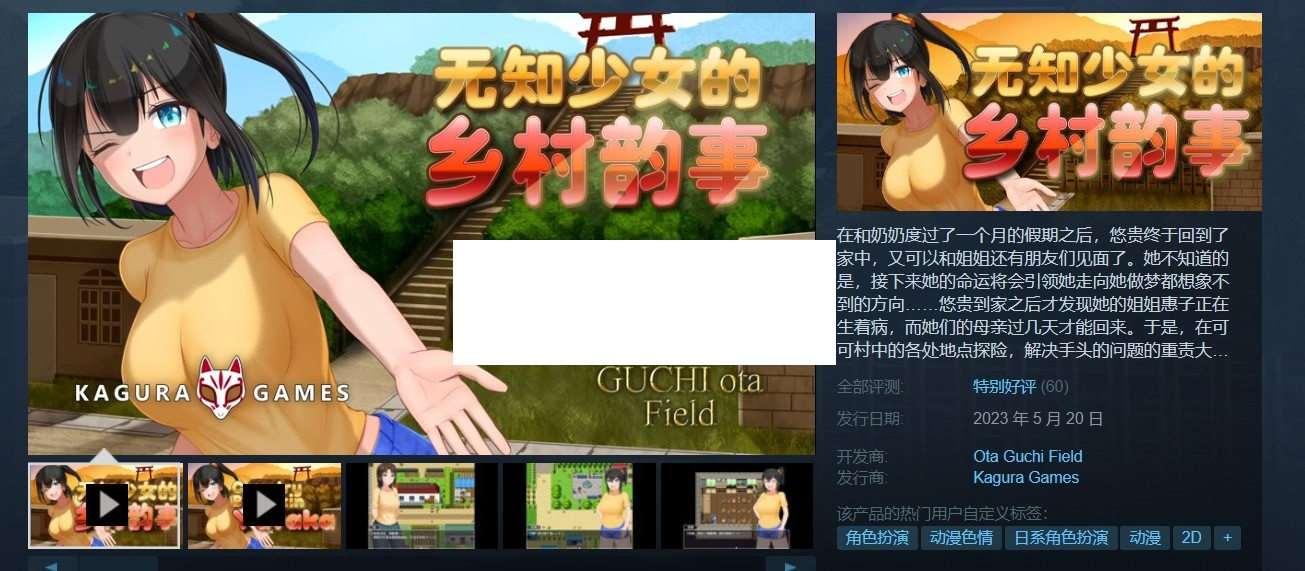 无知少女的
乡村韵事
KAGURA GAMES
GUCHI ota
Field
无知少女的
乡村韵事
在和奶奶度过了一个月的假期之后，悠贵终于回到了
家中，又可以和姐姐还有朋友们见面了。她不知道的
是，接下来她的命运将会引领她走向她做梦都想象不
到的方向……悠贵到家之后才发现她的姐姐惠子正在
生着病，而她们的母亲过几天才能回来。于是，在可
可村中的各处地点探险，解决手头的问题的重责大…
全部评测: 特别好评 (60)
发行日期: 2023 年 5 月 20 日
开发商: Ota Guchi Field
发行商: Kagura Games
该产品的热门用户自定义标签:
角色扮演 动漫色情 日系角色扮演 动漫 2D +